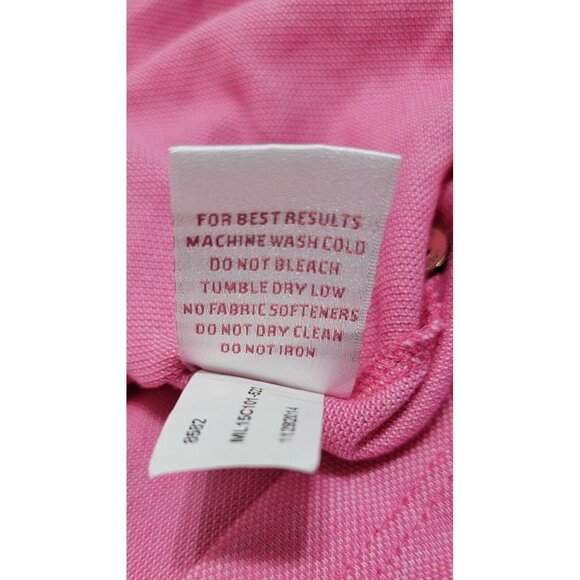 FOR BEST RESULTS
MACHINE WASH COLD
DO NOT BLEACH
TUMBLE DRY LOW
NO FABRIC SOFTENERS
DO NOT DRY CLEAN
DO NOT IRON
0502